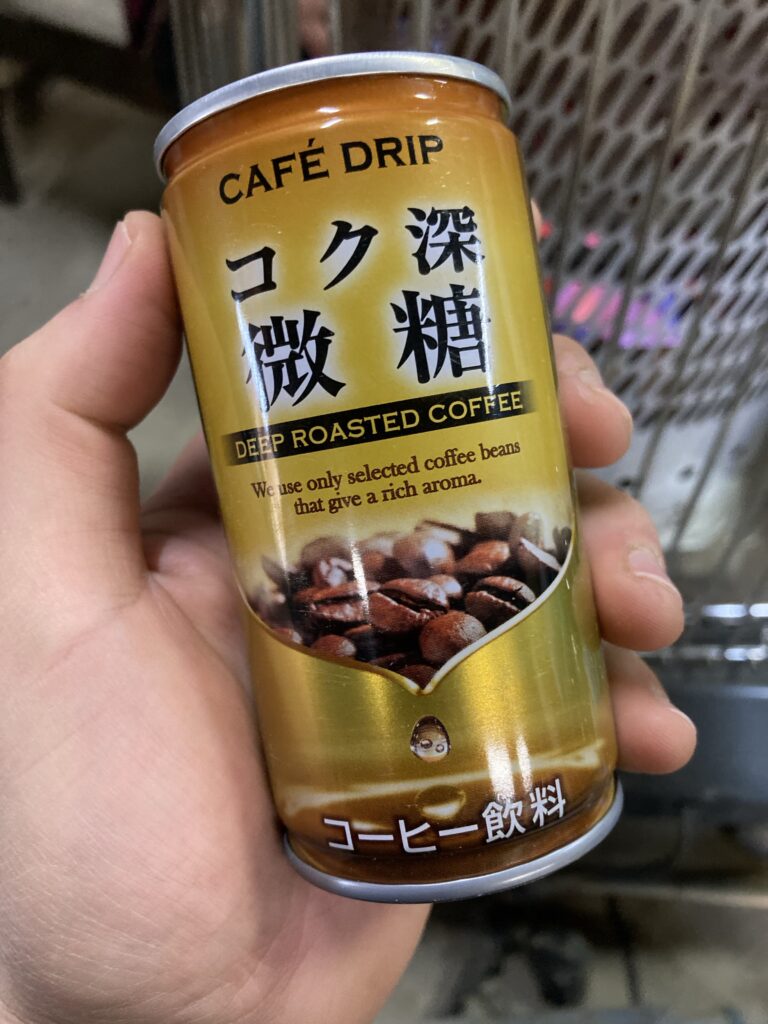 CAFÉ DRIP
コク深
微糖
DEEP ROASTED COFFEE
We use only selected coffee beans
that give a rich aroma.
コーヒー飲料